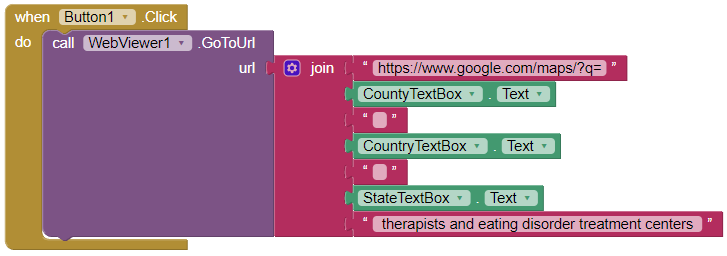 when Button1 .Click
do call WebViewer1 .GoToUrl
url join “ https://www.google.com/maps/?q= ”
CountyTextBox . Text
“ ”
CountryTextBox . Text
“ ”
StateTextBox . Text
“ therapists and eating disorder treatment centers ”